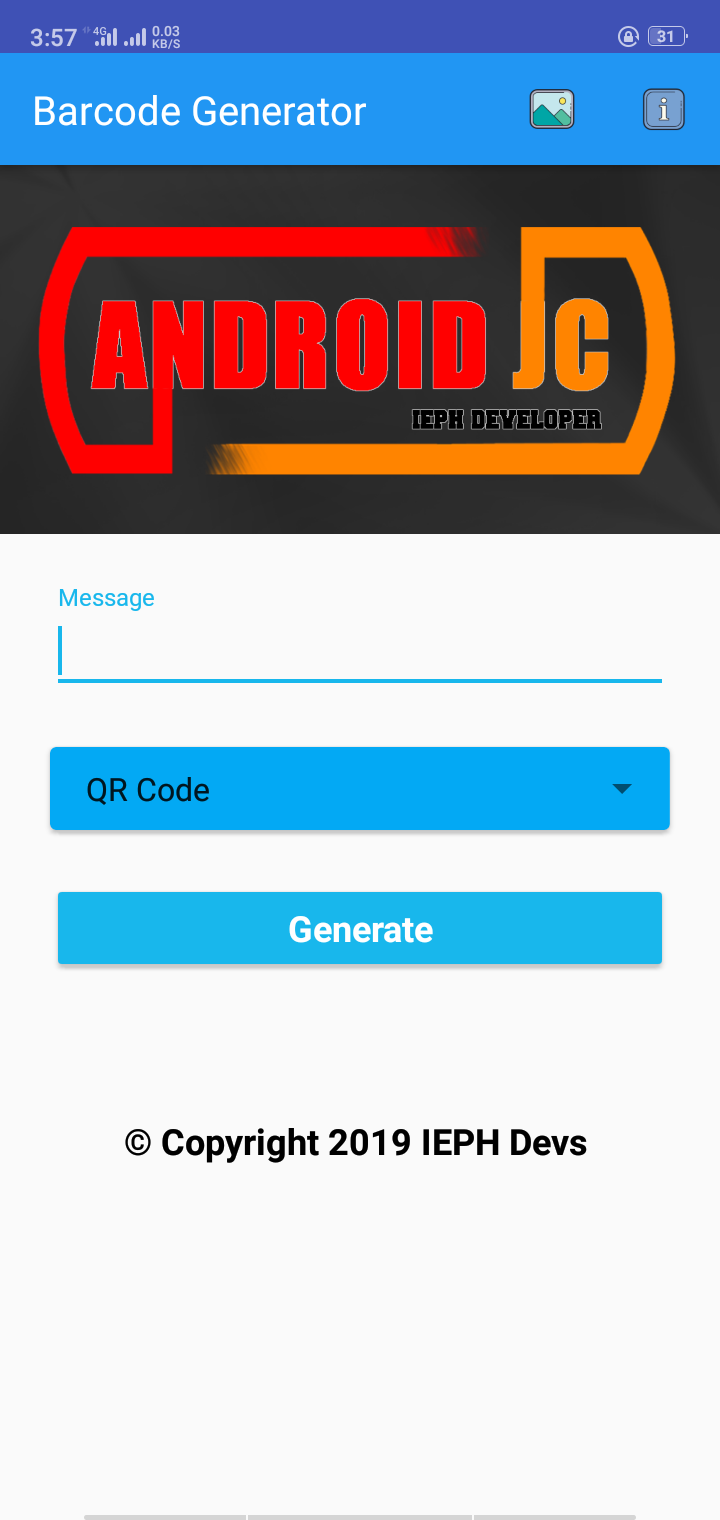 3:57 4G 0.03 KB/S 31
Barcode Generator
ANDROID JC
IEPH DEVELOPER
Message
QR Code
Generate
© Copyright 2019 IEPH Devs